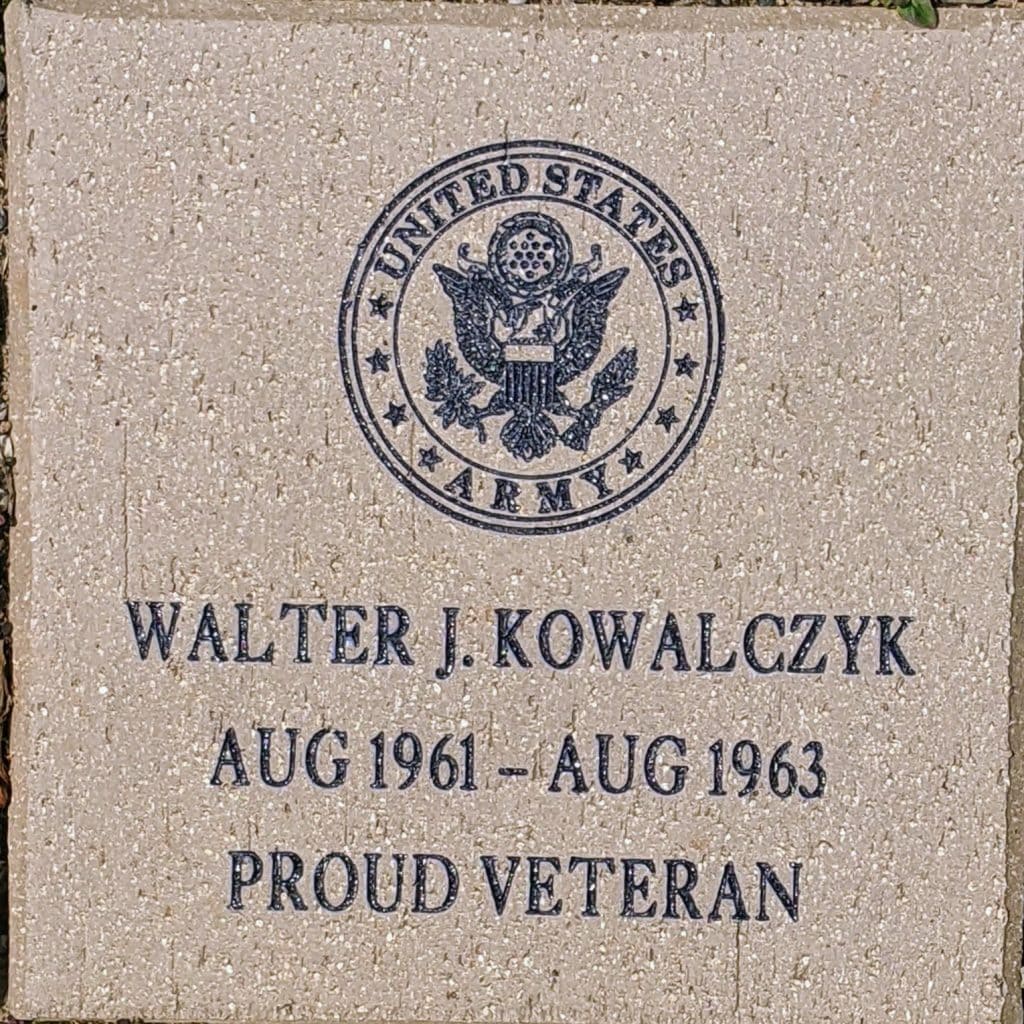 UNITED STATES
ARMY
WALTER J. KOWALCZYK
AUG 1961 - AUG 1963
PROUD VETERAN